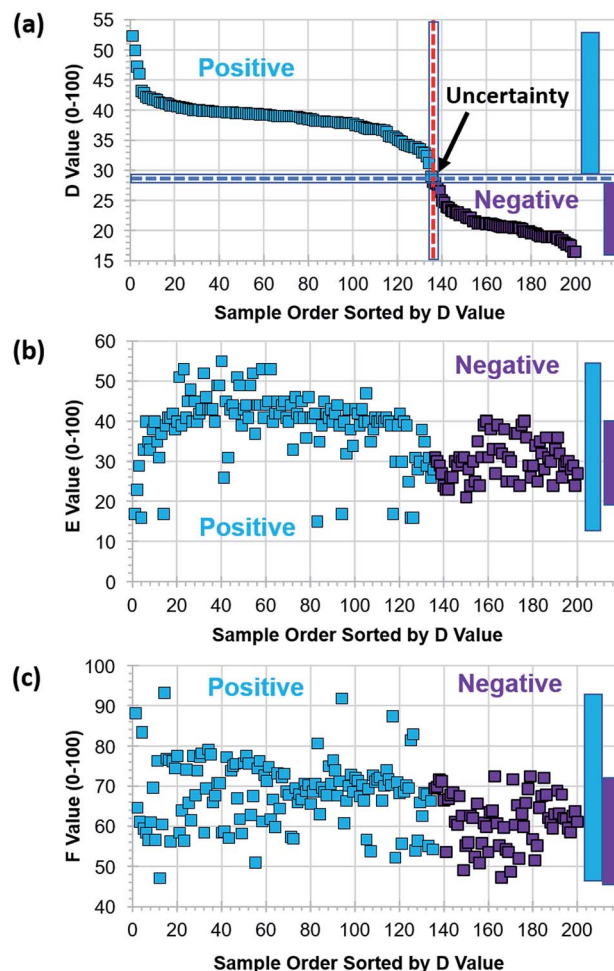 (a)
D Value (0-100)
55
50
45
40
35
30
25
20
15
Positive
Uncertainty
Negative
0 20 40 60 80 100 120 140 160 180 200
Sample Order Sorted by D Value
(b)
E Value (0-100)
60
50
40
30
20
10
0
Negative
Positive
0 20 40 60 80 100 120 140 160 180 200
Sample Order Sorted by D Value
(c)
F Value (0-100)
100
90
80
70
60
50
40
Positive Negative
0 20 40 60 80 100 120 140 160 180 200
Sample Order Sorted by D Value